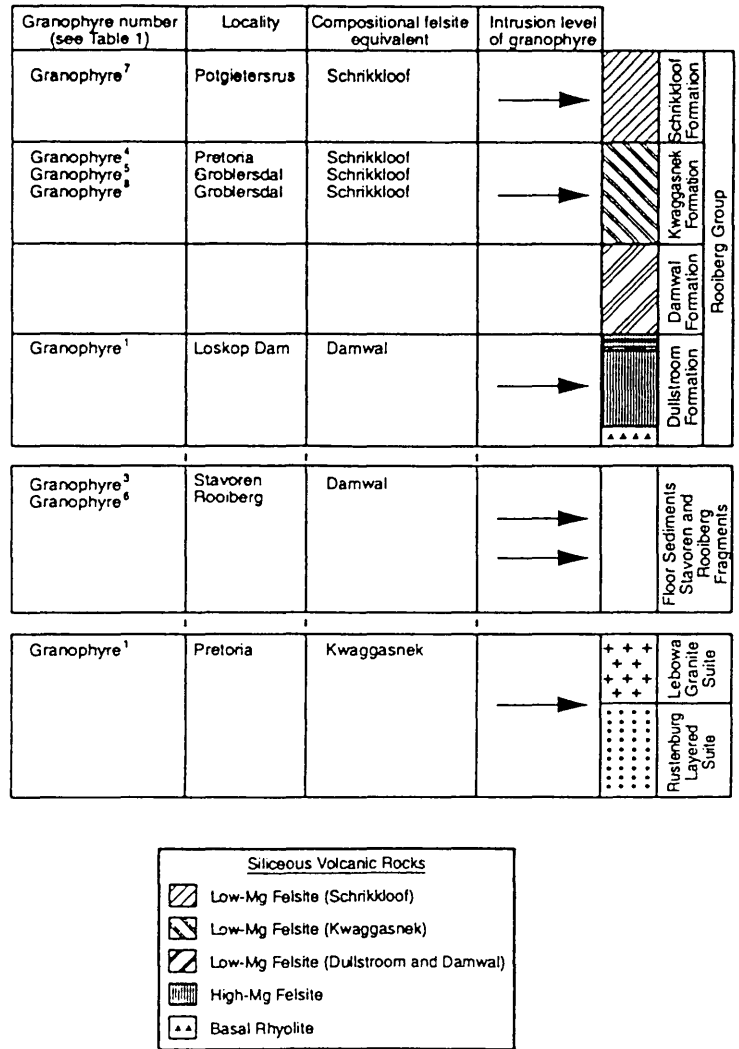 Granophyre number (see Table 1)
Locality
Compositional felsite equivalent
Intrusion level of granophyre
Granophyre⁷ Potgietersrus Schrikkloof
Schrikkloof Formation
Granophyre⁴ Pretoria Schrikkloof
Granophyre⁵ Groblersdal Schrikkloof
Granophyre⁸ Groblersdal Schrikkloof
Kwaggasnek Formation
Damwal Formation
Granophyre¹ Loskop Dam Damwal
Dullstroom Formation
Rooiberg Group
Granophyre³ Stavoren Damwal
Granophyre⁶ Rooiberg
Floor Sediments Stavoren and Rooiberg Fragments
Granophyre¹ Pretoria Kwaggasnek
Lebowa Granite Suite
Rustenburg Layered Suite
Siliceous Volcanic Rocks
Low-Mg Felsite (Schrikkloof)
Low-Mg Felsite (Kwaggasnek)
Low-Mg Felsite (Dullstroom and Damwal)
High-Mg Felsite
Basal Rhyolite